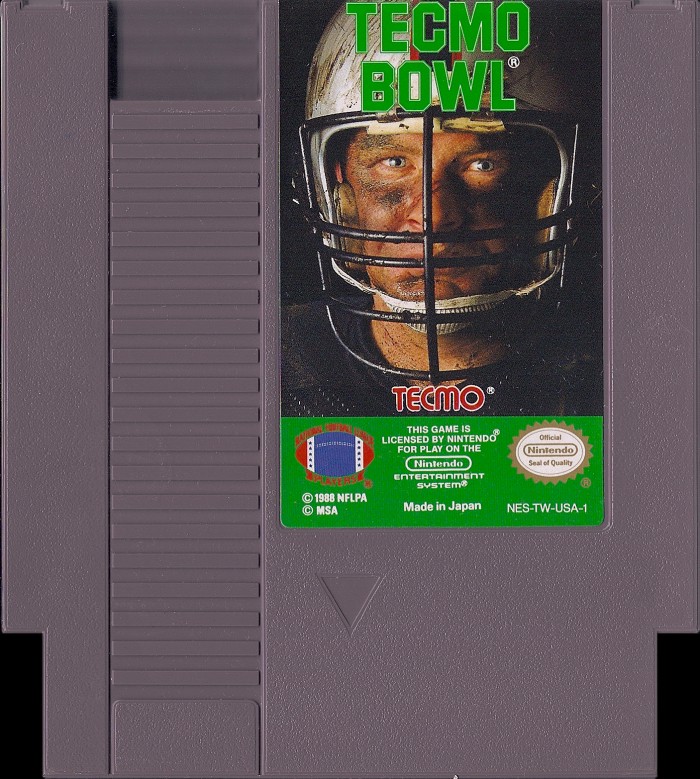 TECMO
BOWL®
TECMO®
THIS GAME IS
LICENSED BY NINTENDO®
FOR PLAY ON THE
Nintendo
ENTERTAINMENT
SYSTEM®
Official
Nintendo
Seal of Quality
®
PLAYERS
©1988 NFLPA
© MSA
Made in Japan
NES-TW-USA-1